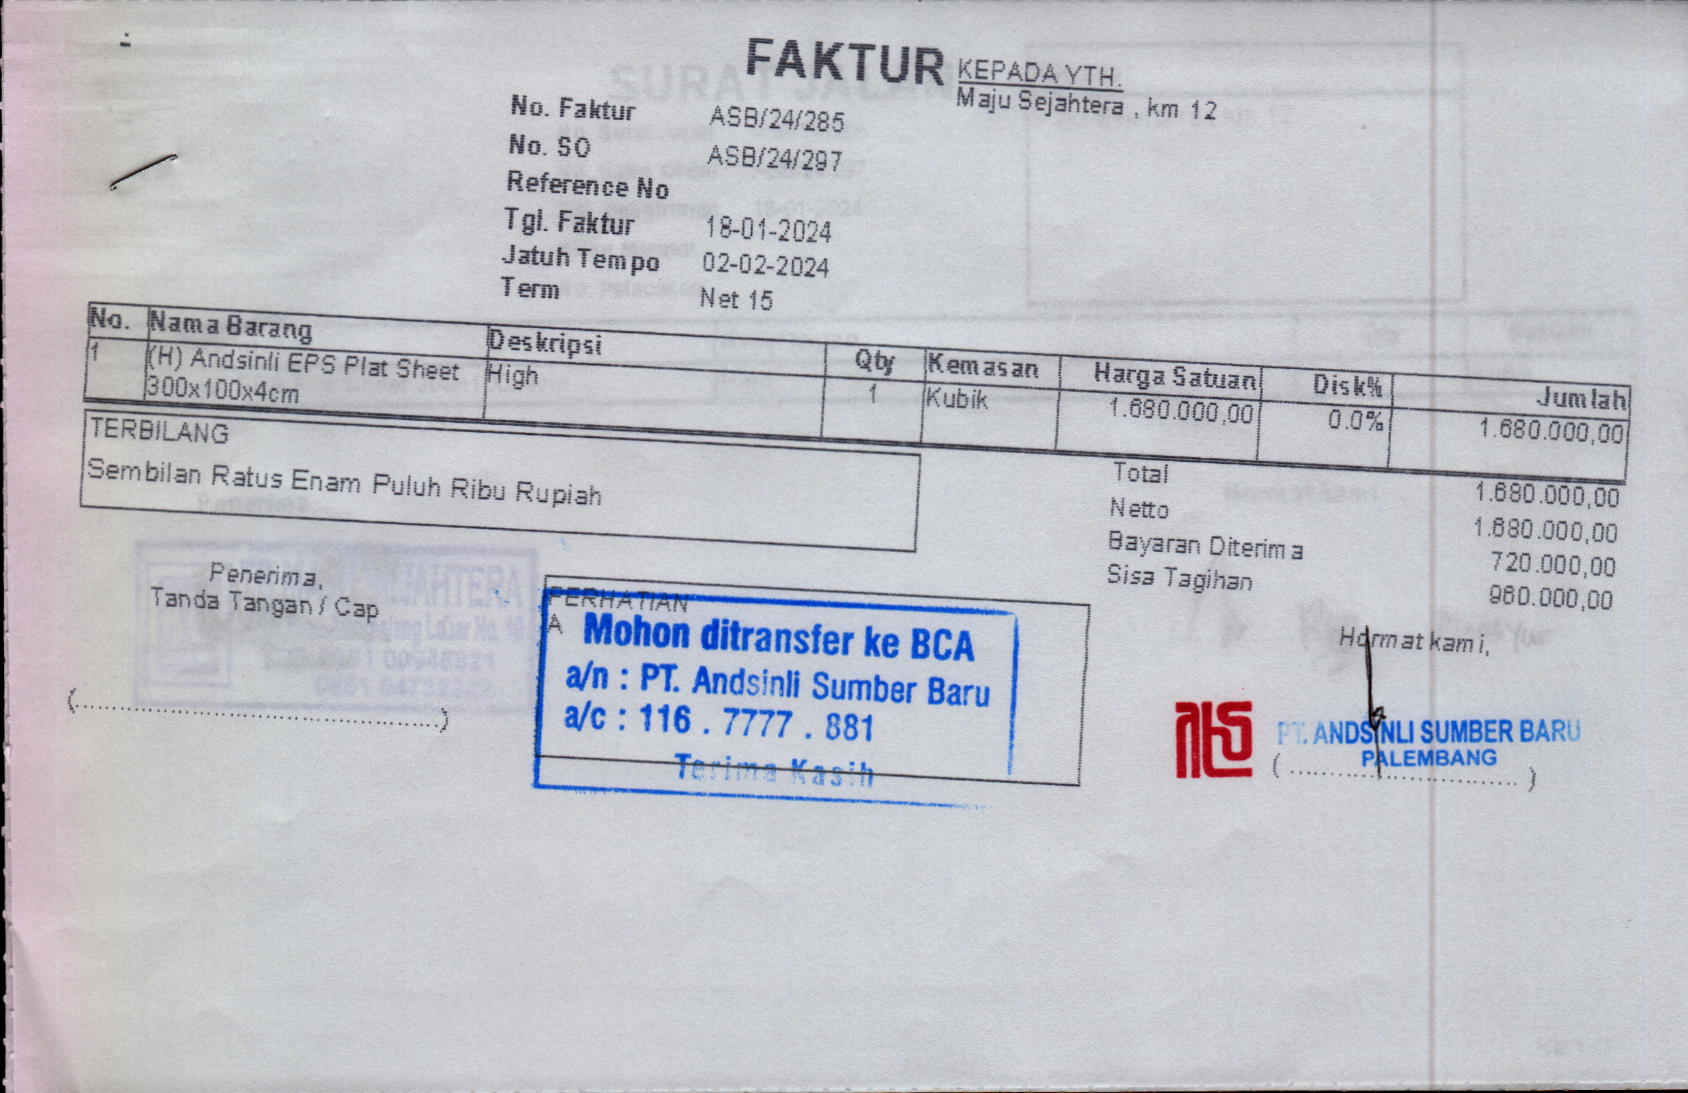 FAKTUR
KEPADA YTH.
Maju Sejahtera , km 12
No. Faktur ASB/24/285
No. SO ASB/24/297
Reference No
Tgl. Faktur 18-01-2024
Jatuh Tempo 02-02-2024
Term Net 15
No. Nama Barang Deskripsi Qty Kemasan Harga Satuan Disk% Jumlah
1 (H) Andsinli EPS Plat Sheet High 1 Kubik 1.680.000,00 0.0% 1.680.000,00
300x100x4cm
TERBILANG
Sembilan Ratus Enam Puluh Ribu Rupiah
Total 1.680.000,00
Netto 1.680.000,00
Bayaran Diterima 720.000,00
Sisa Tagihan 960.000,00
Penerima,
Tanda Tangan / Cap
(..............................................)
PERHATIAN
A
Mohon ditransfer ke BCA
a/n : PT. Andsinli Sumber Baru
a/c : 116 . 7777 . 881
Terima Kasih
Hormat kami,
PT. ANDSINLI SUMBER BARU
PALEMBANG
(..............................)